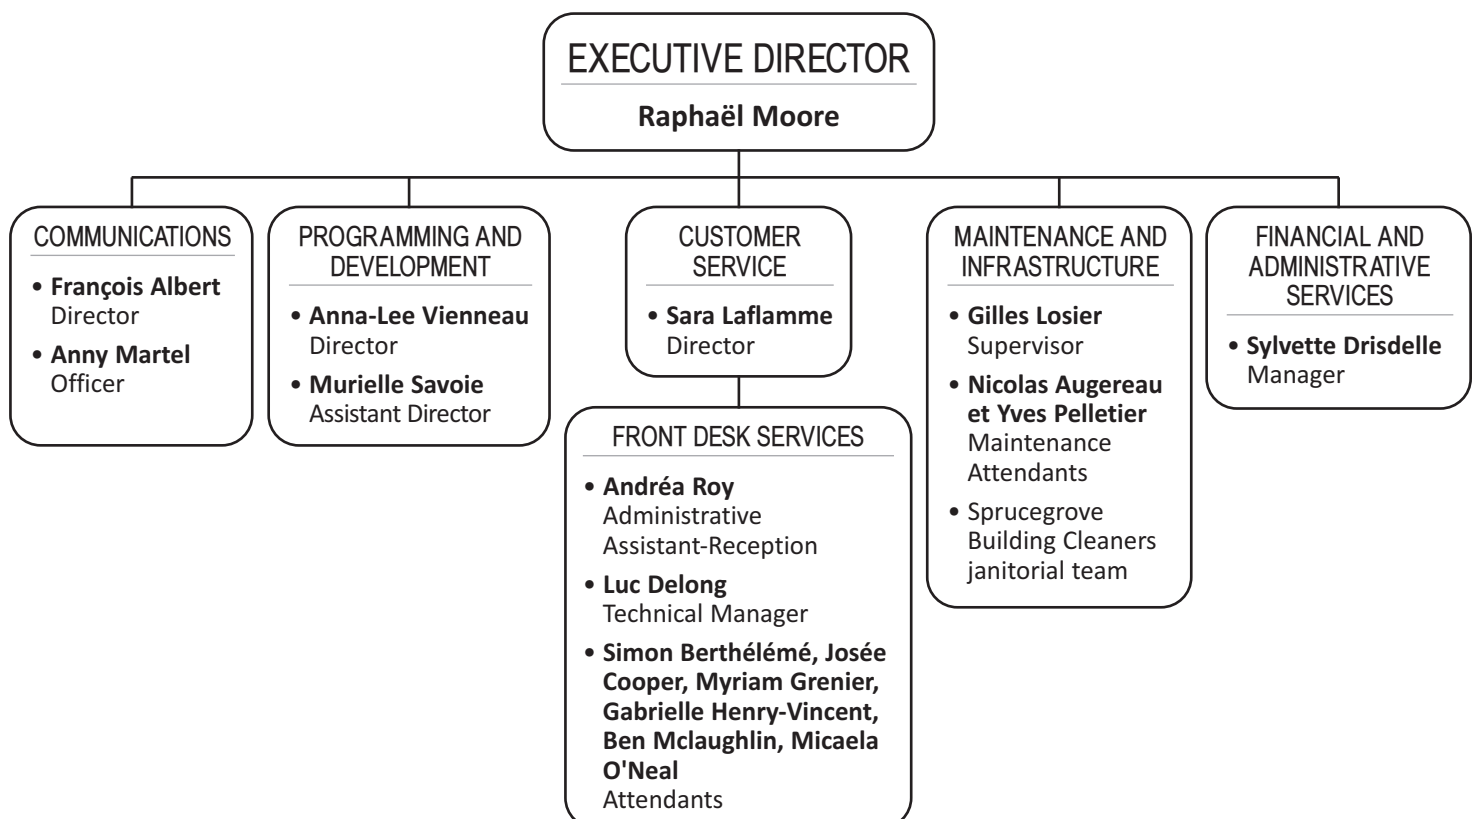 EXECUTIVE DIRECTOR
Raphaël Moore
COMMUNICATIONS
• François Albert
Director
• Anny Martel
Officer
PROGRAMMING AND
DEVELOPMENT
• Anna-Lee Vienneau
Director
• Murielle Savoie
Assistant Director
CUSTOMER
SERVICE
• Sara Laflamme
Director
FRONT DESK SERVICES
• Andréa Roy
Administrative
Assistant-Reception
• Luc Delong
Technical Manager
• Simon Berthélémé, Josée
Cooper, Myriam Grenier,
Gabrielle Henry-Vincent,
Ben Mclaughlin, Micaela
O'Neal
Attendants
MAINTENANCE AND
INFRASTRUCTURE
• Gilles Losier
Supervisor
• Nicolas Augereau
et Yves Pelletier
Maintenance
Attendants
• Sprucegrove
Building Cleaners
janitorial team
FINANCIAL AND
ADMINISTRATIVE
SERVICES
• Sylvette Drisdelle
Manager